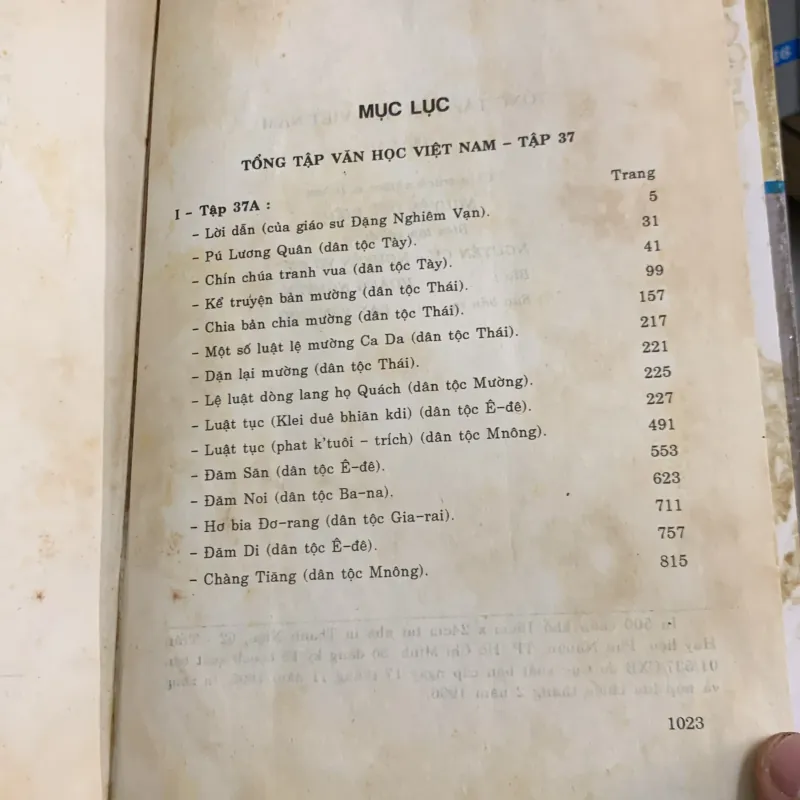 MỤC LỤC
TỔNG TẬP VĂN HỌC VIỆT NAM – TẬP 37
Trang
I – Tập 37A :
– Lời dẫn (của giáo sư Đặng Nghiêm Vạn). 5
– Pú Lương Quân (dân tộc Tày). 31
– Chín chúa tranh vua (dân tộc Tày). 41
– Kể truyện bản mường (dân tộc Thái). 99
– Chia bản chia mường (dân tộc Thái). 157
– Một số luật lệ mường Ca Da (dân tộc Thái). 217
– Dặn lại mường (dân tộc Thái). 221
– Lệ luật dòng lang họ Quách (dân tộc Mường). 225
– Luật tục (Klei duê bhian kdi) (dân tộc Ê-đê). 227
– Luật tục (phat k'tuôi – trích) (dân tộc Mnông). 491
– Đăm Săn (dân tộc Ê-đê). 553
– Đăm Noi (dân tộc Ba-na). 623
– Hơ bia Đơ-rang (dân tộc Gia-rai). 711
– Đăm Di (dân tộc Ê-đê). 757
– Chàng Tiăng (dân tộc Mnông). 815
1023